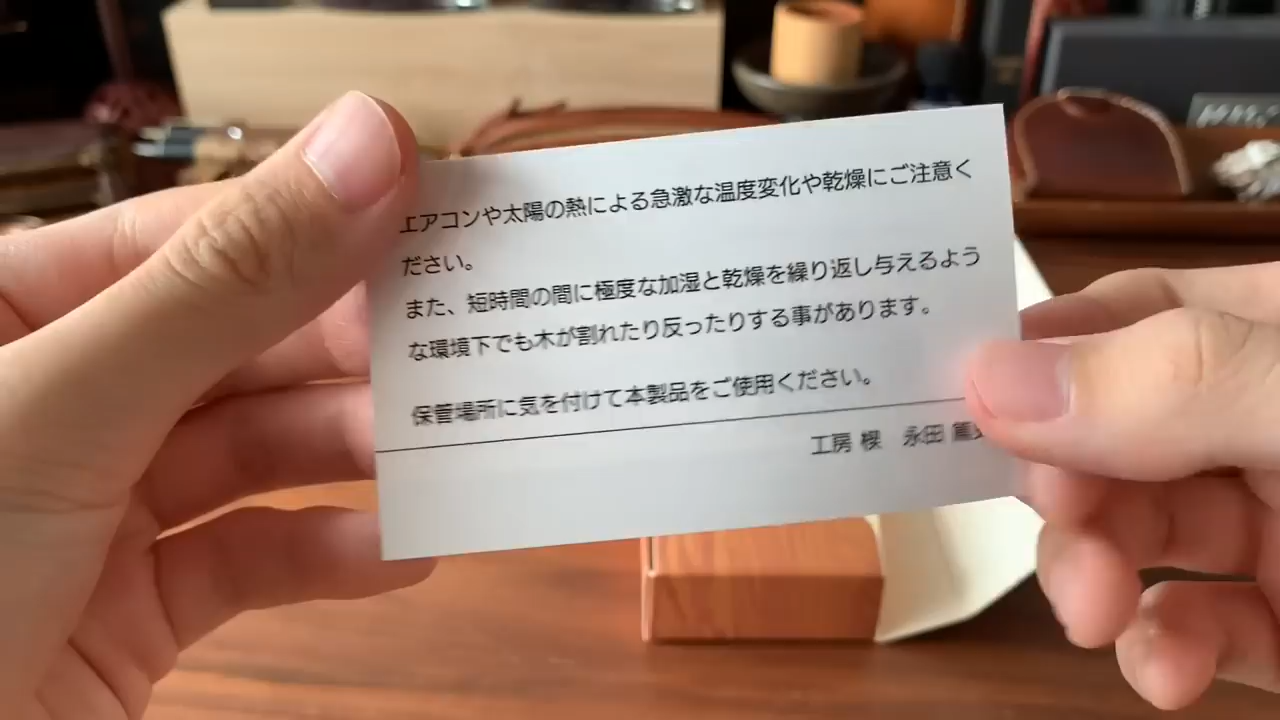 エアコンや太陽の熱による急激な温度変化や乾燥にご注意く
ださい。
また、短時間の間に極度な加湿と乾燥を繰り返し与えるよう
な環境下でも木が割れたり反ったりする事があります。
保管場所に気を付けて本製品をご使用ください。
工房 楔 永田 篤史